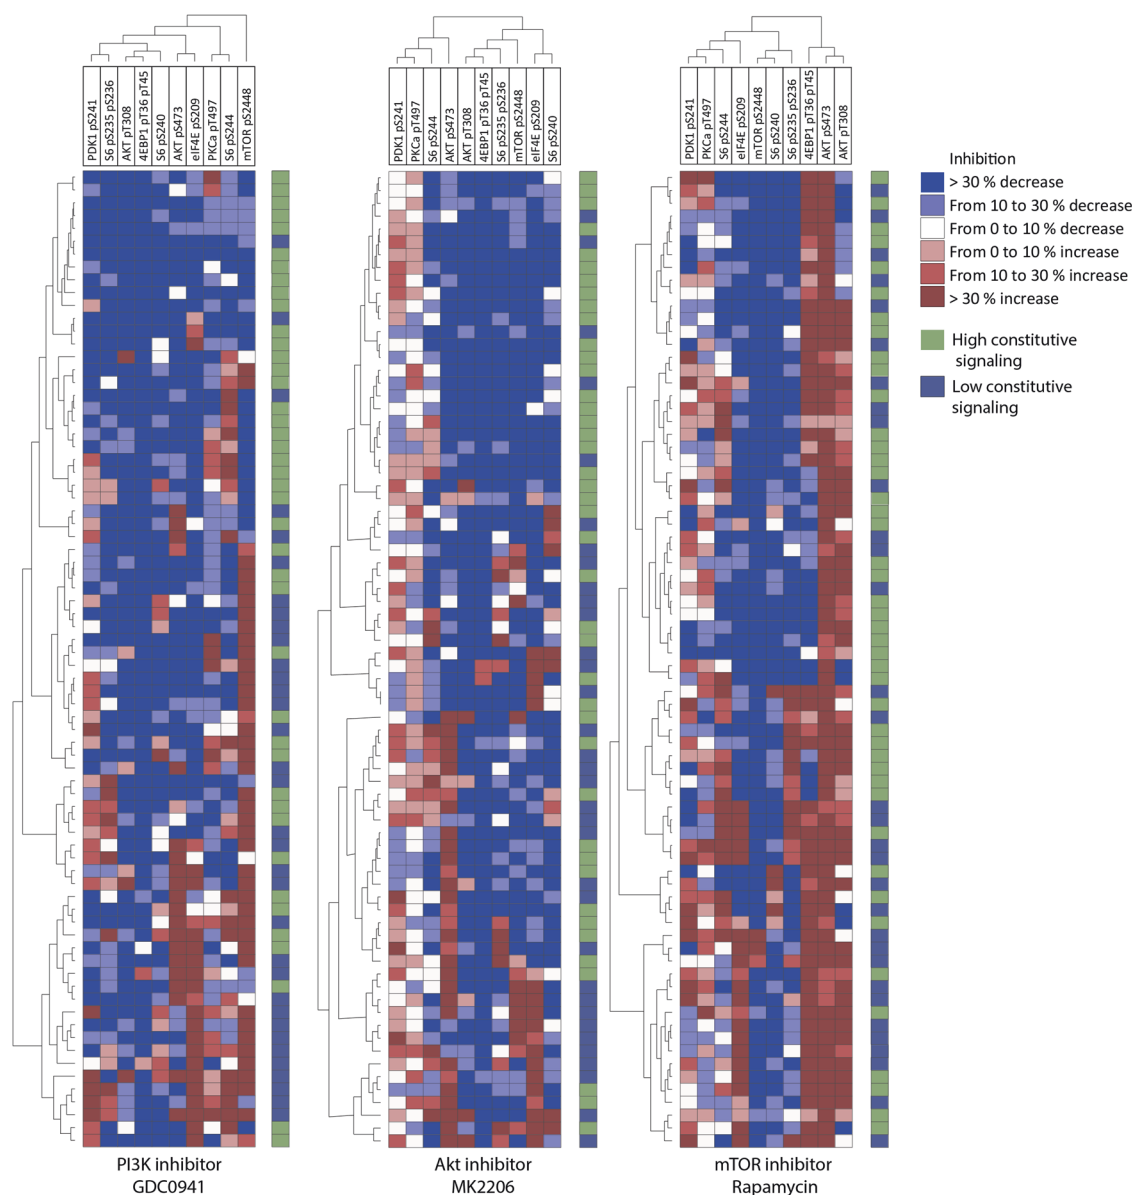 PDK1 pS241
S6 pS235 pS236
AKT pT308
4EBP1 pT36 pT45
S6 pS240
AKT pS473
eIF4E pS209
PKCa pT497
S6 pS244
mTOR pS2448
PDK1 pS241
PKCa pT497
S6 pS244
AKT pS473
AKT pT308
4EBP1 pT36 pT45
S6 pS235 pS236
mTOR pS2448
eIF4E pS209
S6 pS240
PDK1 pS241
PKCa pT497
S6 pS244
eIF4E pS209
mTOR pS2448
S6 pS240
S6 pS235 pS236
4EBP1 pT36 pT45
AKT pS473
AKT pT308
Inhibition
> 30 % decrease
From 10 to 30 % decrease
From 0 to 10 % decrease
From 0 to 10 % increase
From 10 to 30 % increase
> 30 % increase
High constitutive
signaling
Low constitutive
signaling
PI3K inhibitor
GDC0941
Akt inhibitor
MK2206
mTOR inhibitor
Rapamycin